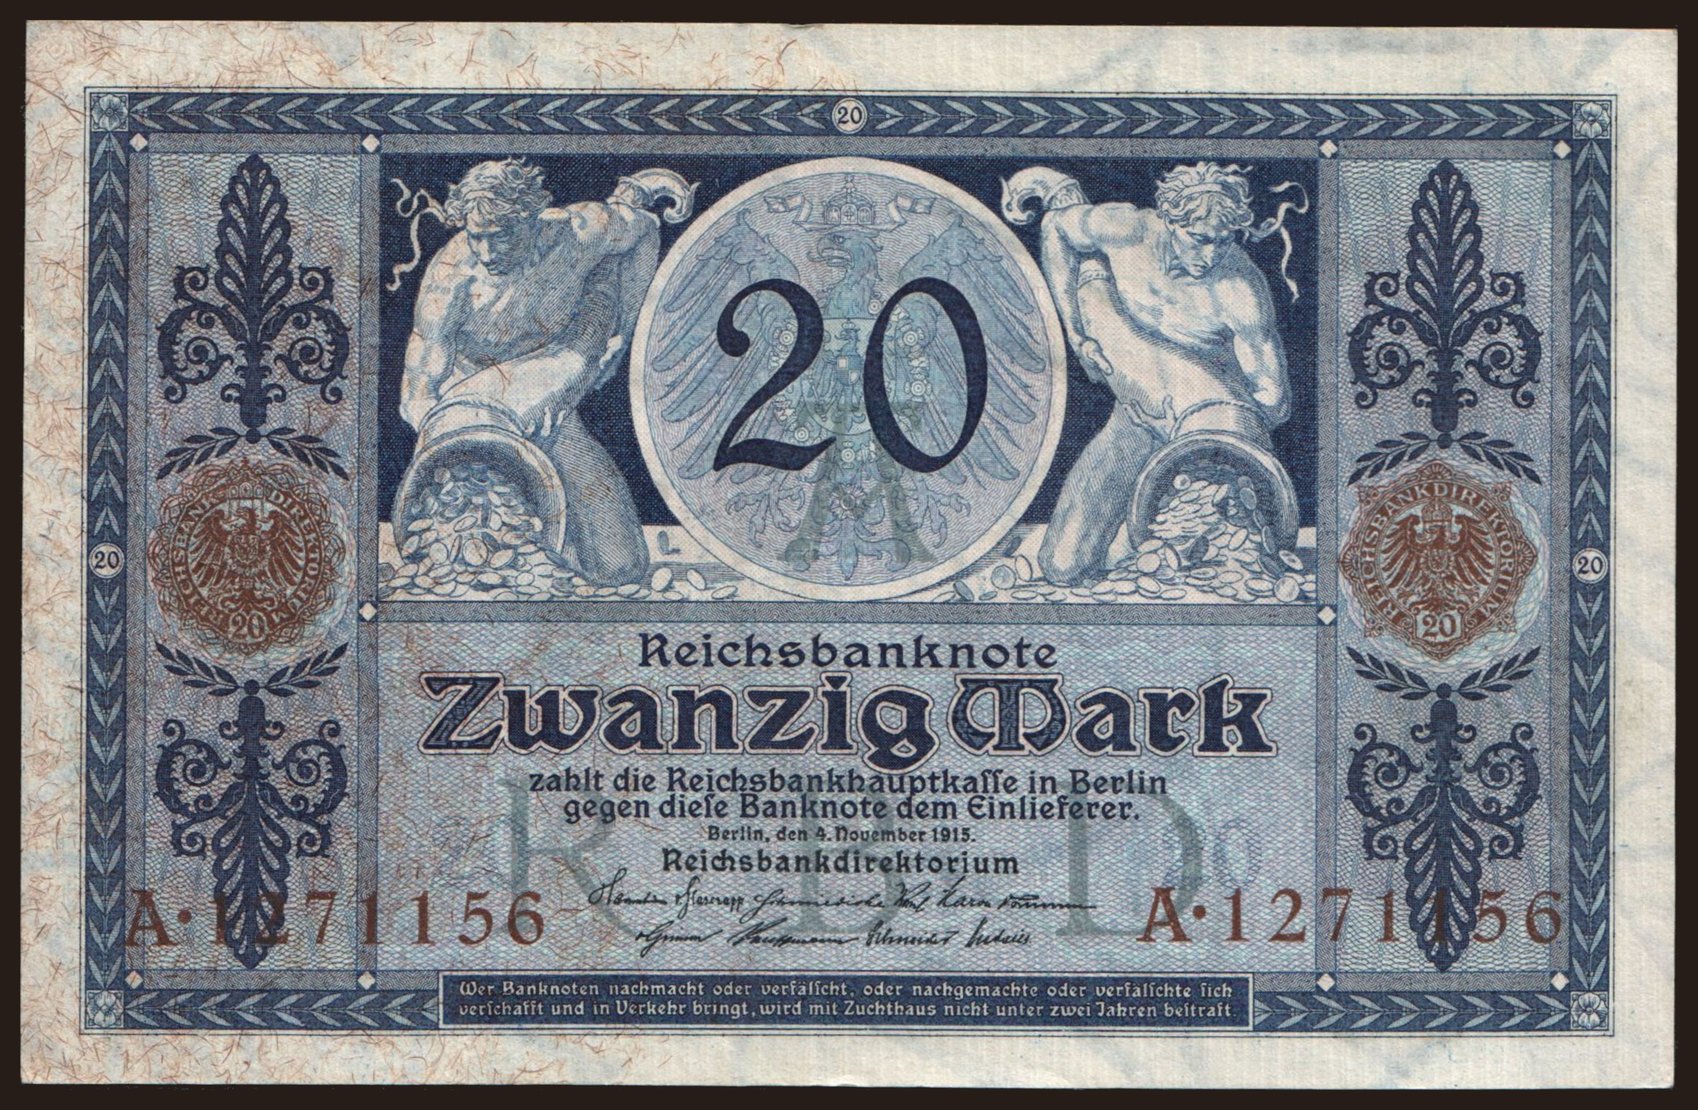 20
20
20
20
A
REICHSBANKDIREKTORIUM
20
REICHSBANKDIREKTORIUM
20
Reichsbanknote
Zwanzig Mark
zahlt die Reichsbankhauptkaſſe in Berlin
gegen dieſe Banknote dem Einlieferer.
Berlin, den 4. November 1915.
Reichsbankdirektorium
R B D
A·1271156
A·1271156
Wer Banknoten nachmacht oder verfälſcht, oder nachgemachte oder verfälſchte ſich
verſchafft und in Verkehr bringt, wird mit Zuchthaus nicht unter zwei Jahren beſtraft.